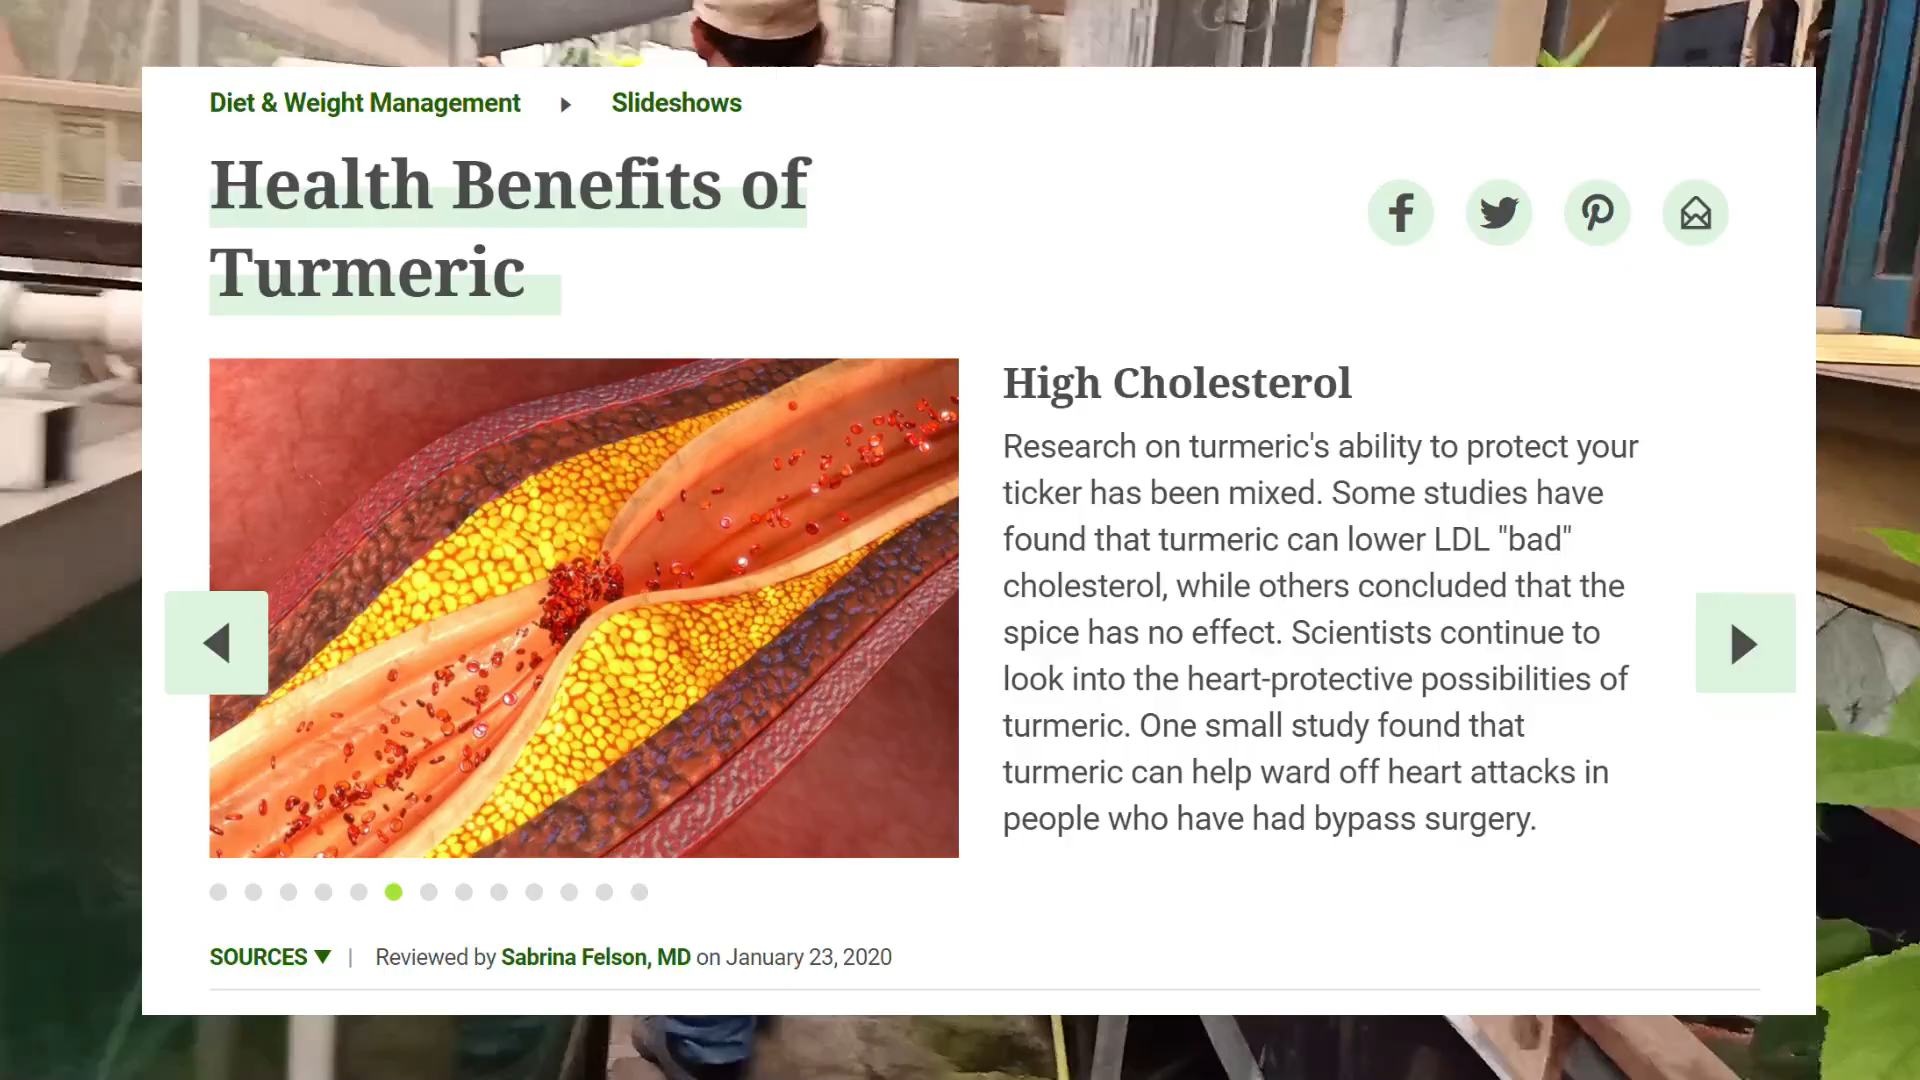 Diet & Weight Management
Slideshows
Health Benefits of
Turmeric
High Cholesterol
Research on turmeric's ability to protect your
ticker has been mixed. Some studies have
found that turmeric can lower LDL "bad"
cholesterol, while others concluded that the
spice has no effect. Scientists continue to
look into the heart-protective possibilities of
turmeric. One small study found that
turmeric can help ward off heart attacks in
people who have had bypass surgery.
SOURCES | Reviewed by Sabrina Felson, MD on January 23, 2020